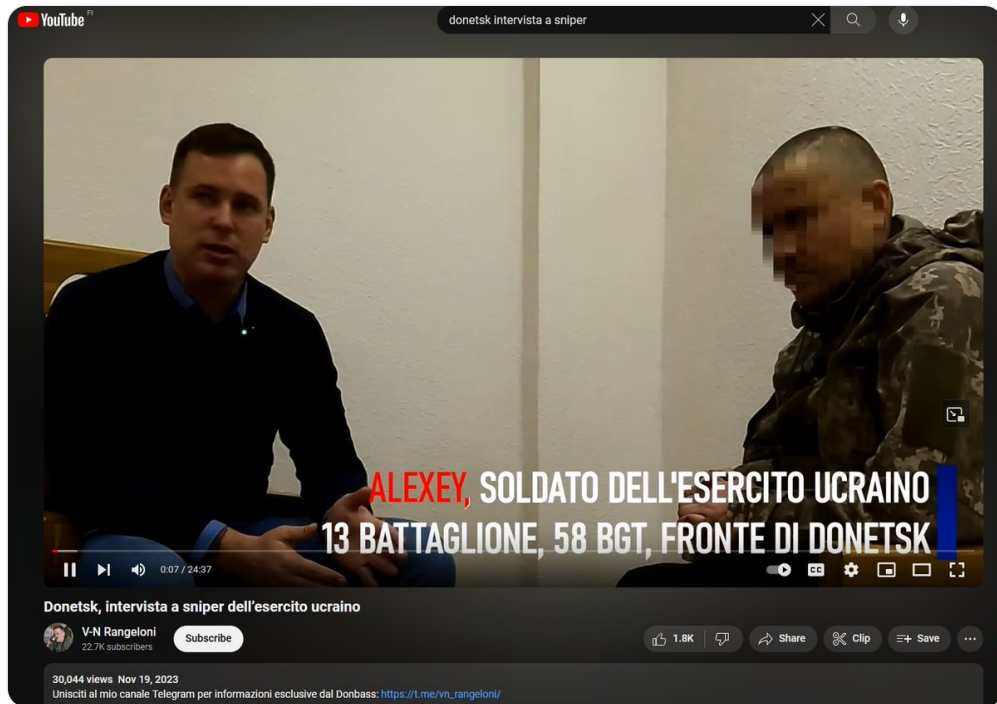 YouTube FI
donetsk intervista a sniper
ALEXEY, SOLDATO DELL'ESERCITO UCRAINO
13 BATTAGLIONE, 58 BGT, FRONTE DI DONETSK
0:07 / 24:37
CC
Donetsk, intervista a sniper dell'esercito ucraino
V-N Rangeloni
22.7K subscribers
Subscribe
1.8K
Share
Clip
Save
30,044 views Nov 19, 2023
Unisciti al mio canale Telegram per informazioni esclusive dal Donbass: https://t.me/vn_rangeloni/